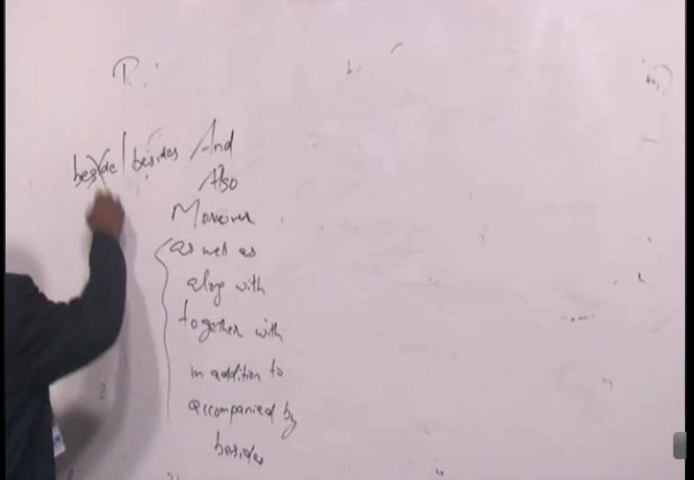 beside / besides And
Also
Moreover
as well as
along with
together with
in addition to
accompanied by
besides